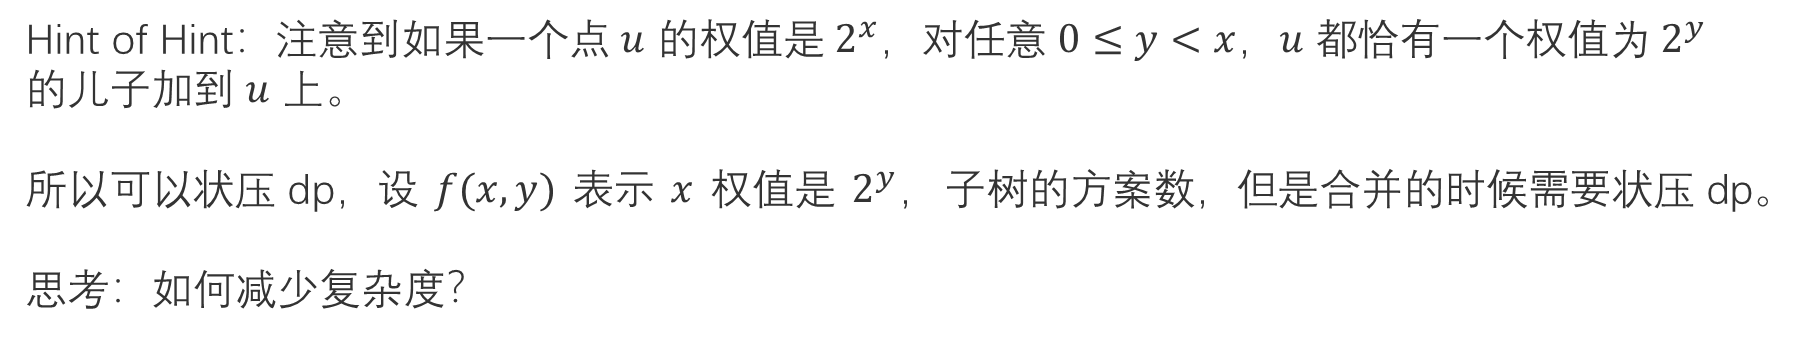 Hint of Hint：注意到如果一个点 u 的权值是 2ˣ，对任意 0 ≤ y < x，u 都恰有一个权值为 2ʸ
的儿子加到 u 上。
所以可以状压 dp，设 f(x, y) 表示 x 权值是 2ʸ，子树的方案数，但是合并的时候需要状压 dp。
思考：如何减少复杂度？